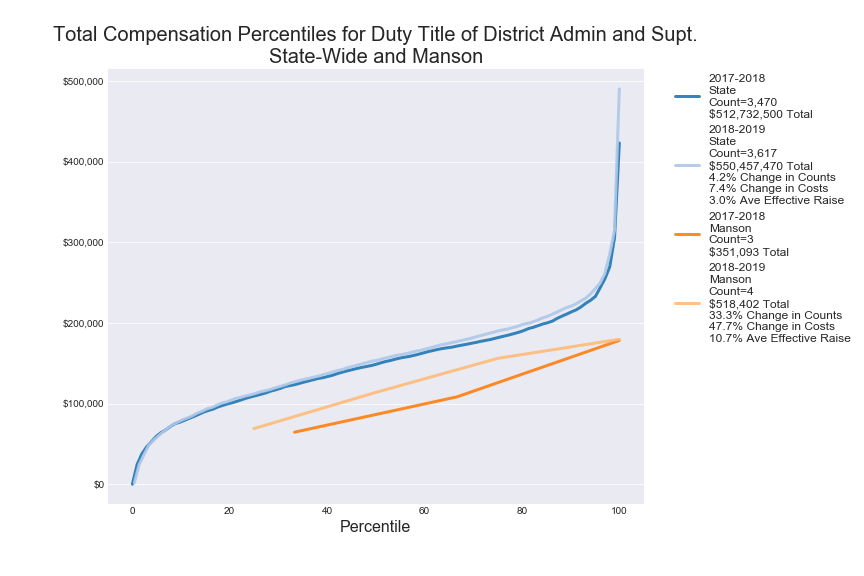 Total Compensation Percentiles for Duty Title of District Admin and Supt.
State-Wide and Manson
$500,000
$400,000
$300,000
$200,000
$100,000
$0
0
20
40
60
80
100
Percentile
2017-2018
State
Count=3,470
$512,732,500 Total
2018-2019
State
Count=3,617
$550,457,470 Total
4.2% Change in Counts
7.4% Change in Costs
3.0% Ave Effective Raise
2017-2018
Manson
Count=3
$351,093 Total
2018-2019
Manson
Count=4
$518,402 Total
33.3% Change in Counts
47.7% Change in Costs
10.7% Ave Effective Raise